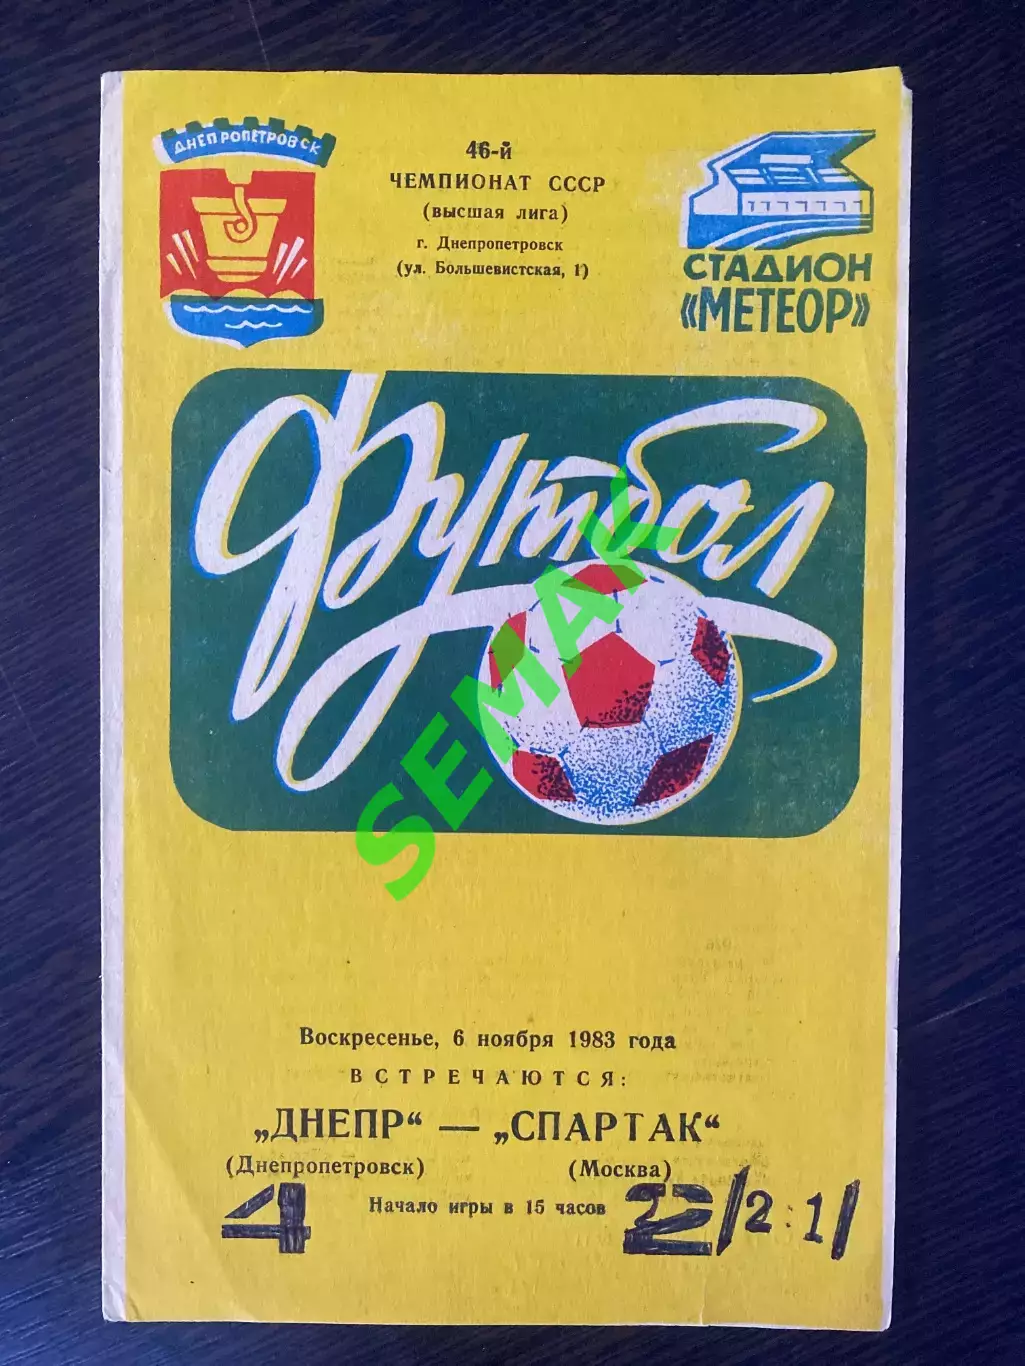 ДНЕПРОПЕТРОВСК
46-й
ЧЕМПИОНАТ СССР
(высшая лига)
г. Днепропетровск
(ул. Большевистская, 1)
СТАДИОН
«МЕТЕОР»
Футбол
SEMAK
Воскресенье, 6 ноября 1983 года
ВСТРЕЧАЮТСЯ:
„ДНЕПР“ — „СПАРТАК“
(Днепропетровск) (Москва)
4 Начало игры в 15 часов 2 /2:1/